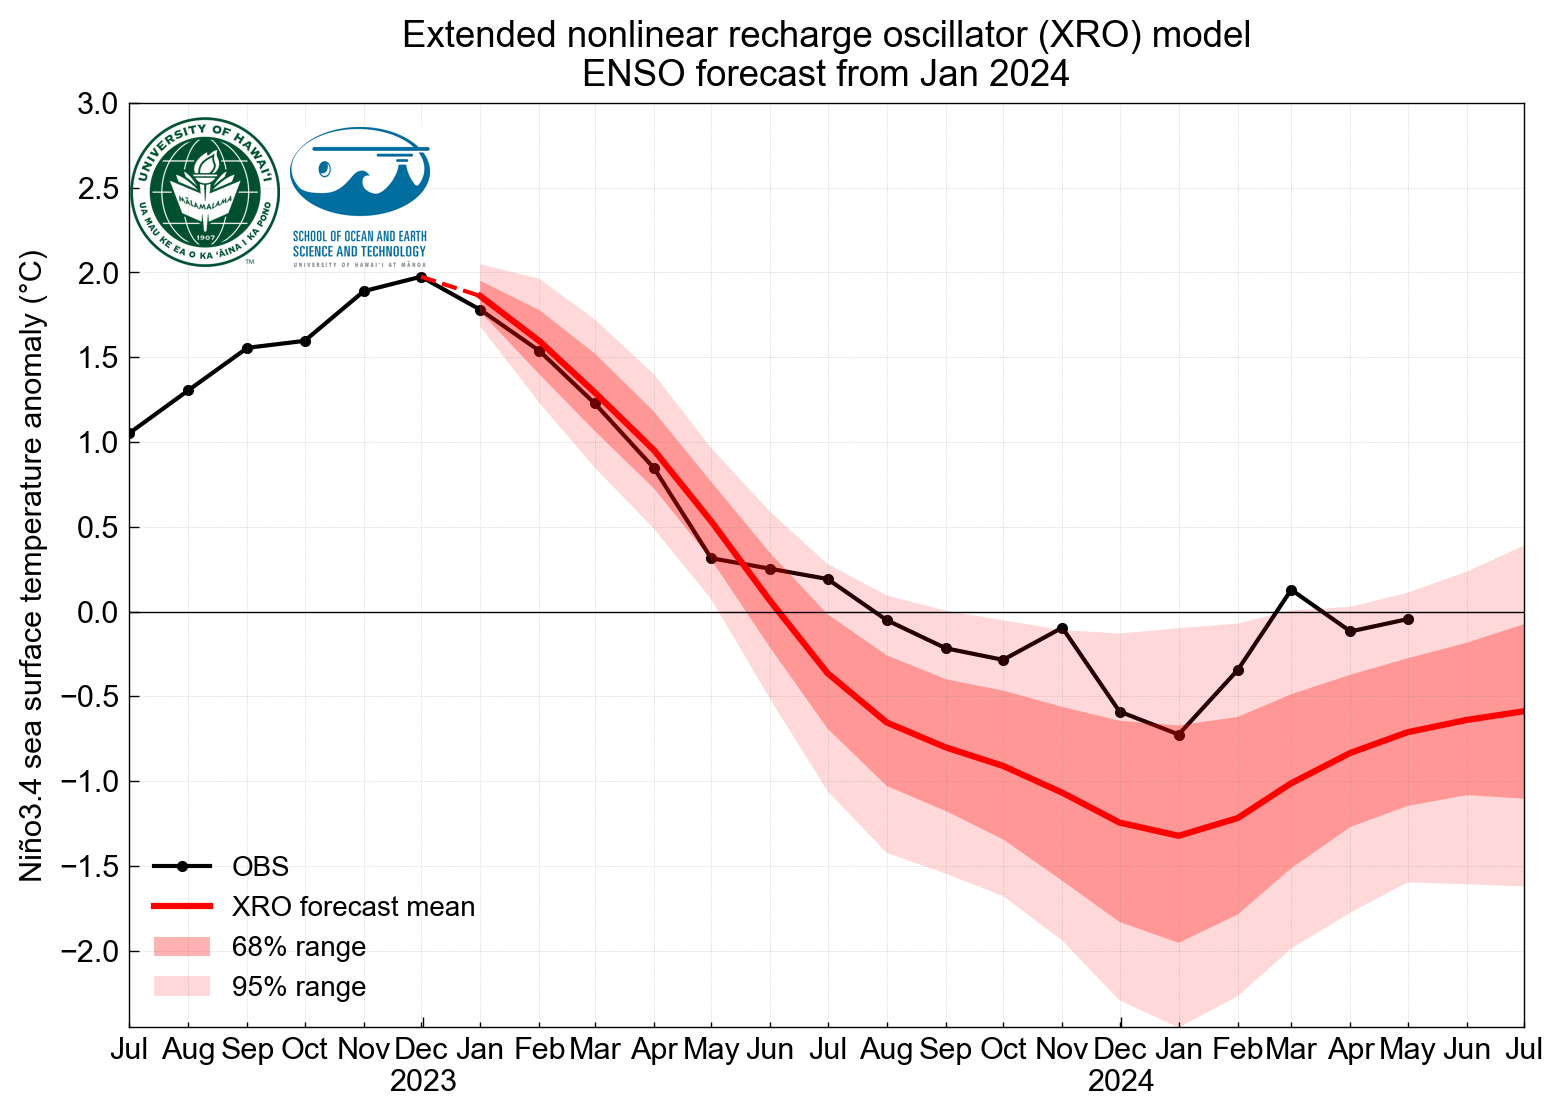 Extended nonlinear recharge oscillator (XRO) model
ENSO forecast from Jan 2024
Niño3.4 sea surface temperature anomaly (°C)
3.0
2.5
2.0
1.5
1.0
0.5
0.0
−0.5
−1.0
−1.5
−2.0
UNIVERSITY OF HAWAI‘I
MĀLAMALAMA
1907
UA MAU KE EA O KA ‘ĀINA I KA PONO
TM
SCHOOL OF OCEAN AND EARTH
SCIENCE AND TECHNOLOGY
UNIVERSITY OF HAWAI‘I AT MĀNOA
OBS
XRO forecast mean
68% range
95% range
Jul Aug Sep Oct Nov Dec Jan Feb Mar Apr May Jun Jul Aug Sep Oct Nov Dec Jan Feb Mar Apr May Jun Jul
2023 2024